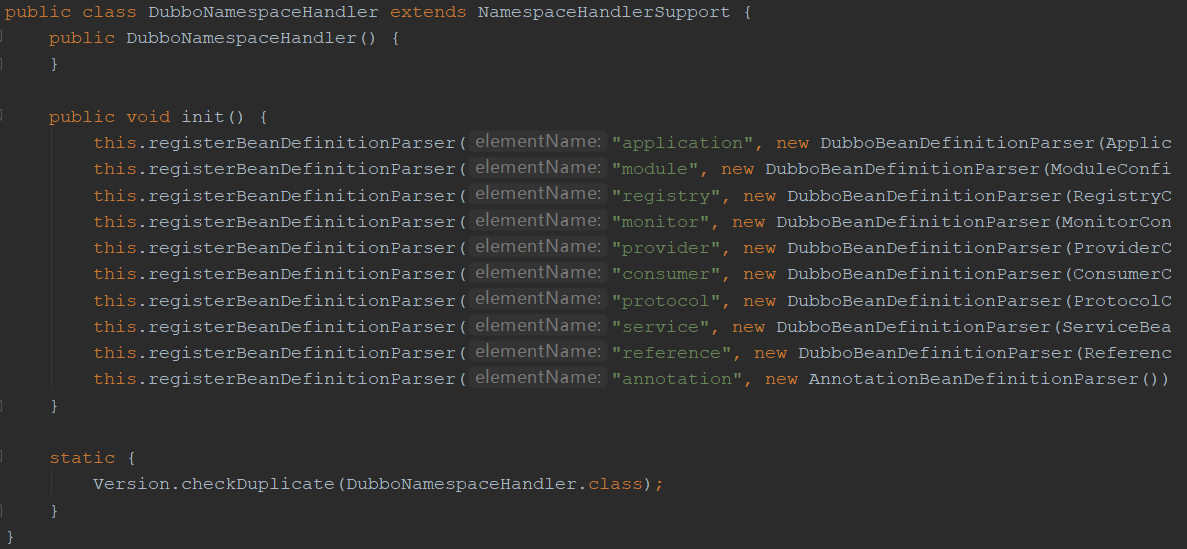 public class DubboNamespaceHandler extends NamespaceHandlerSupport {
public DubboNamespaceHandler() {
}
public void init() {
this.registerBeanDefinitionParser( elementName: "application", new DubboBeanDefinitionParser(Applic
this.registerBeanDefinitionParser( elementName: "module", new DubboBeanDefinitionParser(ModuleConfi
this.registerBeanDefinitionParser( elementName: "registry", new DubboBeanDefinitionParser(RegistryC
this.registerBeanDefinitionParser( elementName: "monitor", new DubboBeanDefinitionParser(MonitorCon
this.registerBeanDefinitionParser( elementName: "provider", new DubboBeanDefinitionParser(ProviderC
this.registerBeanDefinitionParser( elementName: "consumer", new DubboBeanDefinitionParser(ConsumerC
this.registerBeanDefinitionParser( elementName: "protocol", new DubboBeanDefinitionParser(ProtocolC
this.registerBeanDefinitionParser( elementName: "service", new DubboBeanDefinitionParser(ServiceBea
this.registerBeanDefinitionParser( elementName: "reference", new DubboBeanDefinitionParser(Referenc
this.registerBeanDefinitionParser( elementName: "annotation", new AnnotationBeanDefinitionParser())
}
static {
Version.checkDuplicate(DubboNamespaceHandler.class);
}
}